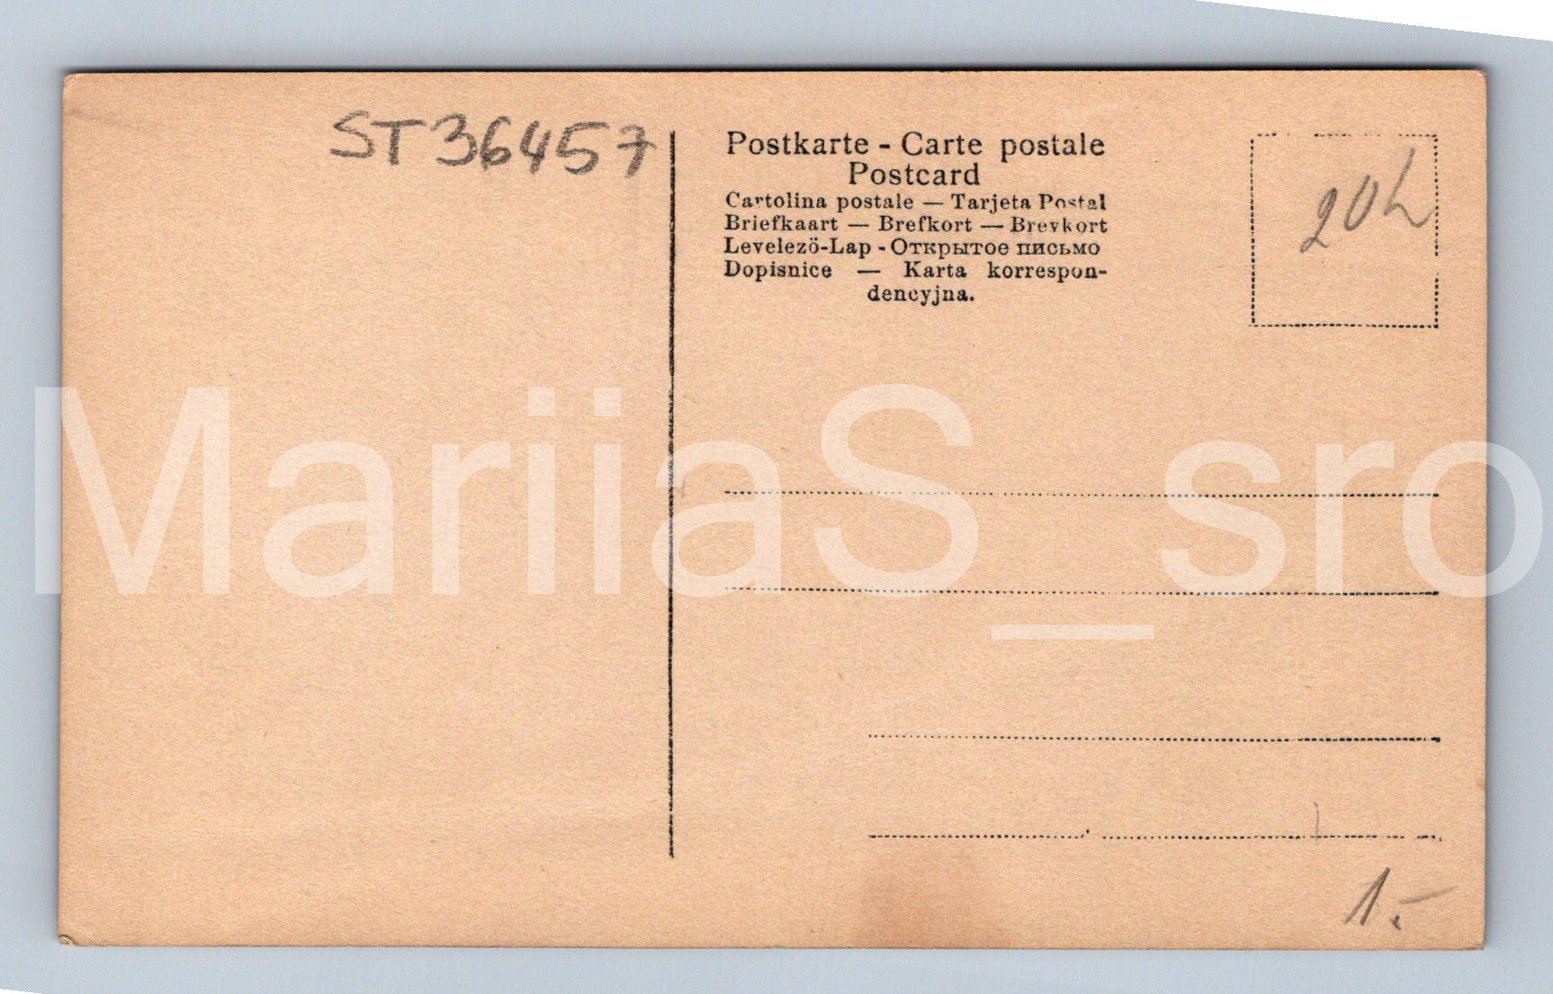 ST36457
Postkarte - Carte postale
Postcard
Cartolina postale — Tarjeta Postal
Briefkaart — Brefkort — Brevkort
Levelezö-Lap - Открытое письмо
Dopisnice — Karta korrespon-
dencyjna.
20h
MariiaS_sro
1.-